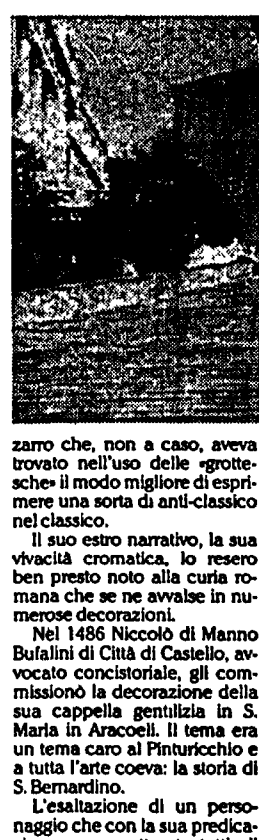 zarro che, non a caso, aveva
trovato nell'uso delle «grotte-
sche» il modo migliore di espri-
mere una sorta di anti-classico
nel classico.
Il suo estro narrativo, la sua
vivacità cromatica, lo resero
ben presto noto alla curia ro-
mana che se ne avvalse in nu-
merose decorazioni.
Nel 1486 Niccolò di Manno
Bufalini di Città di Castello, av-
vocato concistoriale, gli com-
missionò la decorazione della
sua cappella gentilizia in S.
Maria in Aracoeli. Il tema era
un tema caro al Pinturicchio e
a tutta l'arte coeva: la storia di
S. Bernardino.
L'esaltazione di un perso-
naggio che con la sua predica-